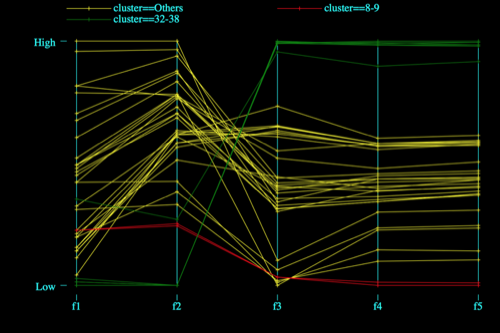 cluster==Others
cluster==8-9
cluster==32-38
High
Low
f1 f2 f3 f4 f5